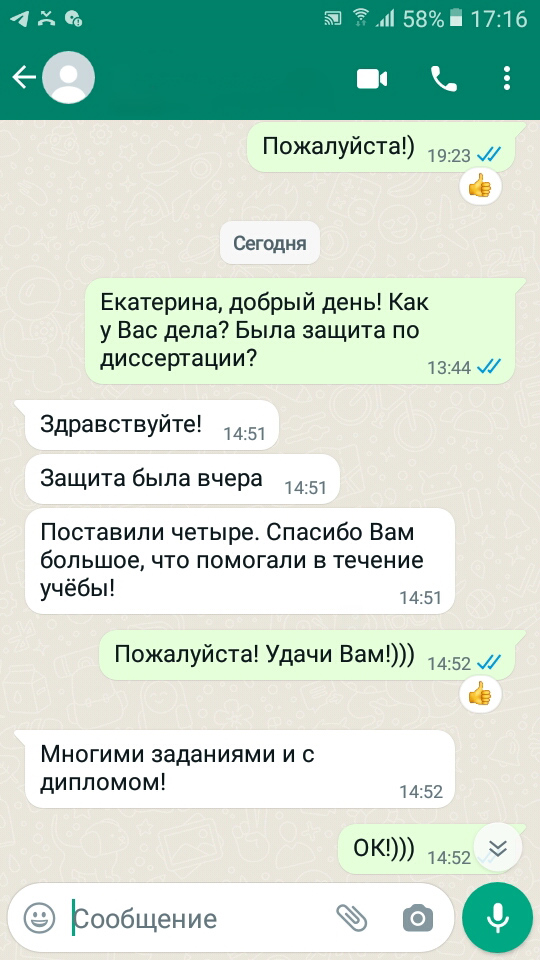 58% 17:16
Пожалуйста!) 19:23
Сегодня
Екатерина, добрый день! Как
у Вас дела? Была защита по
диссертации? 13:44
Здравствуйте! 14:51
Защита была вчера 14:51
Поставили четыре. Спасибо Вам
большое, что помогали в течение
учёбы! 14:51
Пожалуйста! Удачи Вам!))) 14:52
Многими заданиями и с
дипломом! 14:52
ОК!))) 14:52
Сообщение